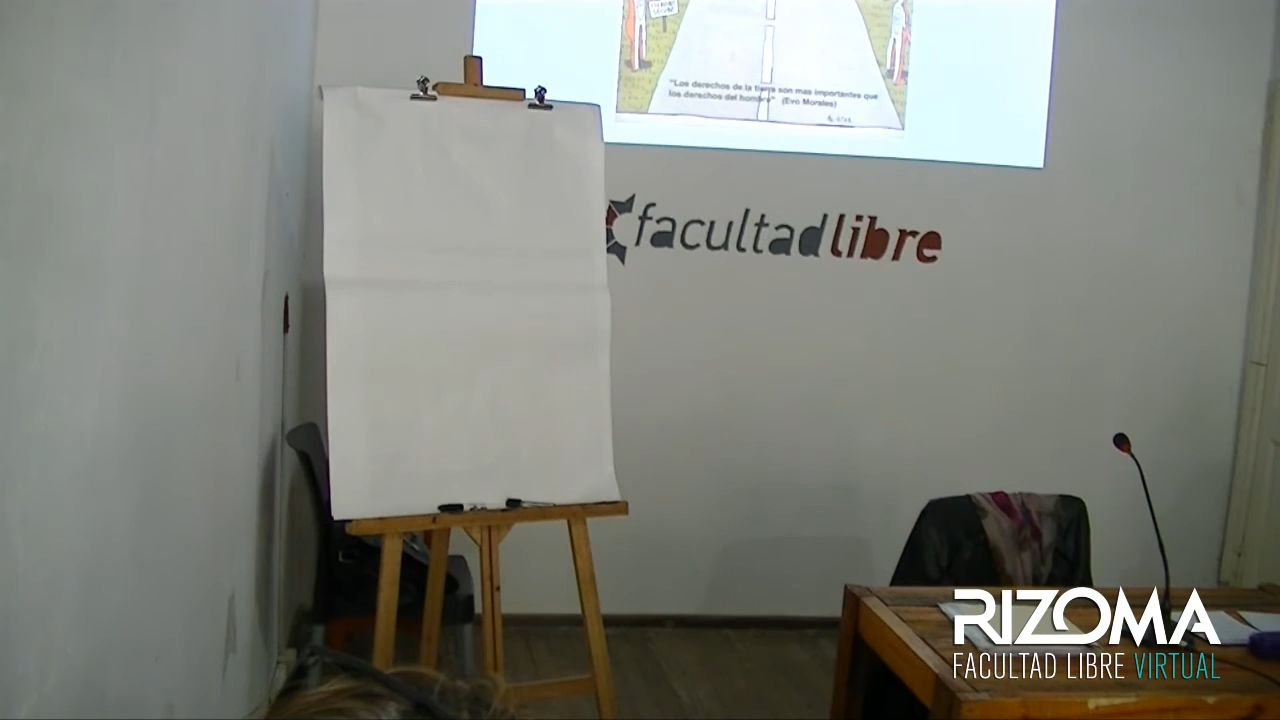 "Los derechos de la tierra son mas importantes que
los derechos del hombre" (Evo Morales)
facultadlibre
RIZOMA
FACULTAD LIBRE VIRTUAL